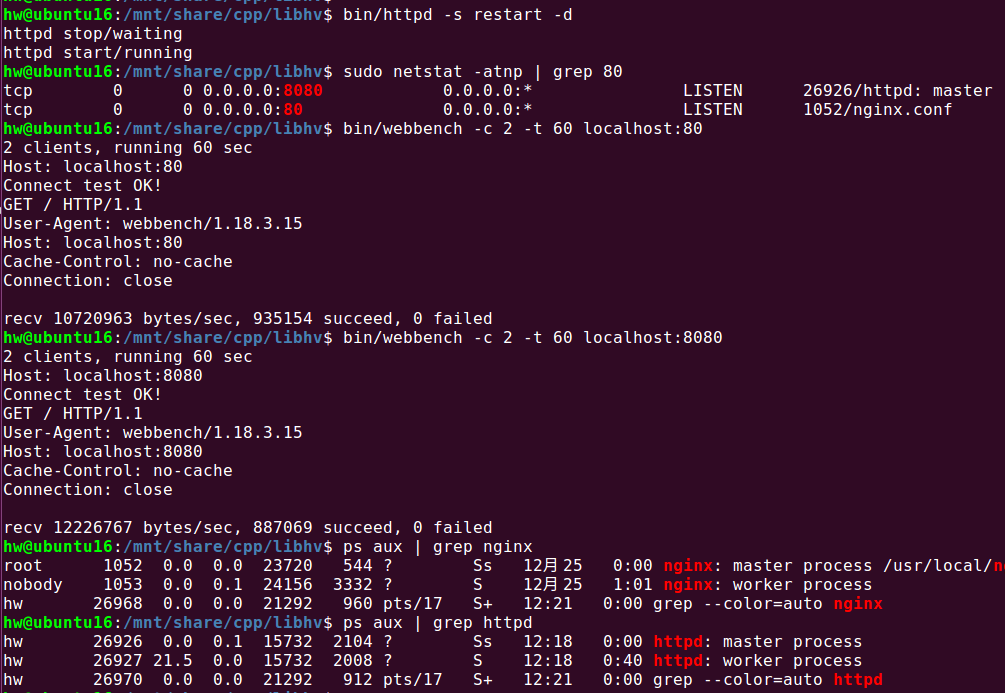 hw@ubuntu16:/mnt/share/cpp/libhv$ bin/httpd -s restart -d
httpd stop/waiting
httpd start/running
hw@ubuntu16:/mnt/share/cpp/libhv$ sudo netstat -atnp | grep 80
tcp        0      0 0.0.0.0:8080            0.0.0.0:*               LISTEN      26926/httpd: master
tcp        0      0 0.0.0.0:80              0.0.0.0:*               LISTEN      1052/nginx.conf
hw@ubuntu16:/mnt/share/cpp/libhv$ bin/webbench -c 2 -t 60 localhost:80
2 clients, running 60 sec
Host: localhost:80
Connect test OK!
GET / HTTP/1.1
User-Agent: webbench/1.18.3.15
Host: localhost:80
Cache-Control: no-cache
Connection: close

recv 10720963 bytes/sec, 935154 succeed, 0 failed
hw@ubuntu16:/mnt/share/cpp/libhv$ bin/webbench -c 2 -t 60 localhost:8080
2 clients, running 60 sec
Host: localhost:8080
Connect test OK!
GET / HTTP/1.1
User-Agent: webbench/1.18.3.15
Host: localhost:8080
Cache-Control: no-cache
Connection: close

recv 12226767 bytes/sec, 887069 succeed, 0 failed
hw@ubuntu16:/mnt/share/cpp/libhv$ ps aux | grep nginx
root      1052  0.0  0.0  23720   544 ?        Ss   12月25   0:00 nginx: master process /usr/local/n
nobody    1053  0.0  0.1  24156  3332 ?        S    12月25   1:01 nginx: worker process
hw       26968  0.0  0.0  21292   960 pts/17   S+   12:21   0:00 grep --color=auto nginx
hw@ubuntu16:/mnt/share/cpp/libhv$ ps aux | grep httpd
hw       26926  0.0  0.1  15732  2104 ?        Ss   12:18   0:00 httpd: master process
hw       26927 21.5  0.0  15732  2008 ?        S    12:18   0:40 httpd: worker process
hw       26970  0.0  0.0  21292   912 pts/17   S+   12:21   0:00 grep --color=auto httpd